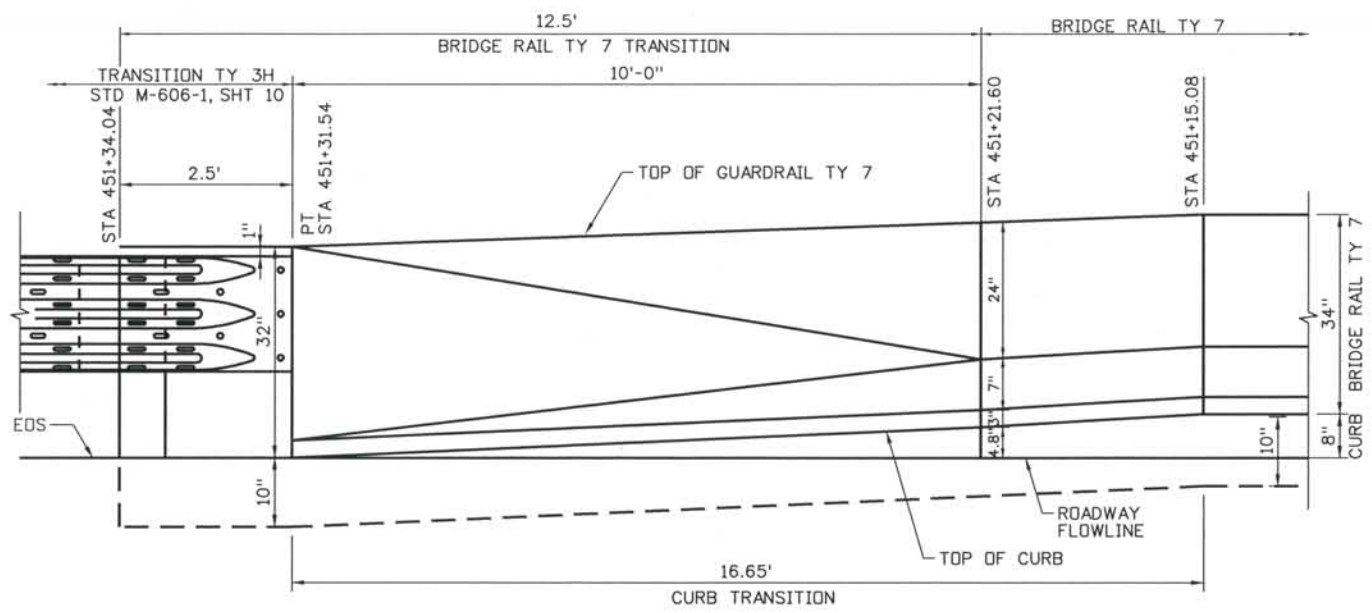 12.5'
BRIDGE RAIL TY 7 TRANSITION
BRIDGE RAIL TY 7
TRANSITION TY 3H
STD M-606-1, SHT 10
10'-0"
STA 451+34.04
2.5'
PT
STA 451+31.54
TOP OF GUARDRAIL TY 7
STA 451+21.60
STA 451+15.08
1"
32"
24"
7"
3"
4.8"
34"
BRIDGE RAIL TY 7
8"
CURB
10"
EOS
10"
ROADWAY
FLOWLINE
TOP OF CURB
16.65'
CURB TRANSITION